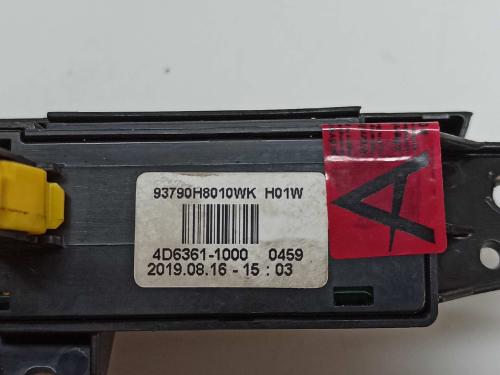 93790H8010WK H01W
4D6361-1000 0459
2019.08.16 - 15 : 03
A